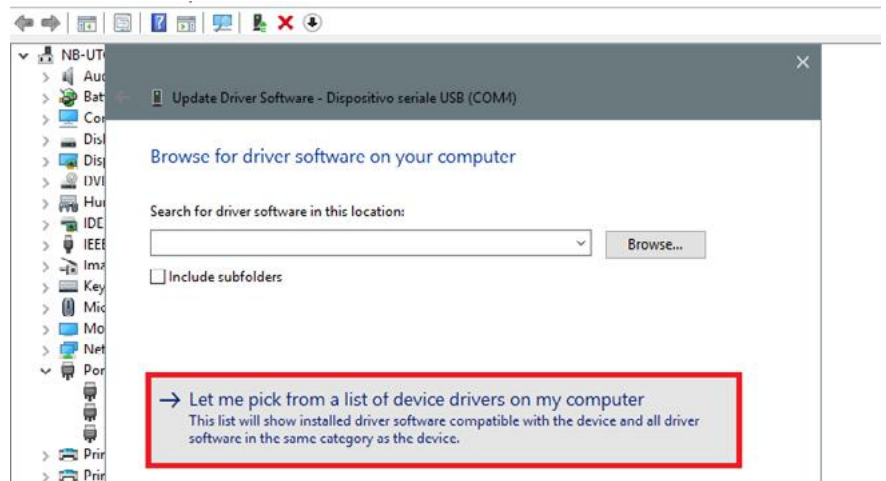 NB-UT
Aud
Bat
Update Driver Software - Dispositivo seriale USB (COM4)
Cor
Disl
Browse for driver software on your computer
Disp
DVI
Hur
Search for driver software in this location:
IDE
IEEE
Browse...
Ima
Include subfolders
Key
Mic
Mo
Net
Por
Let me pick from a list of device drivers on my computer
This list will show installed driver software compatible with the device and all driver
software in the same category as the device.
Prir
Prir